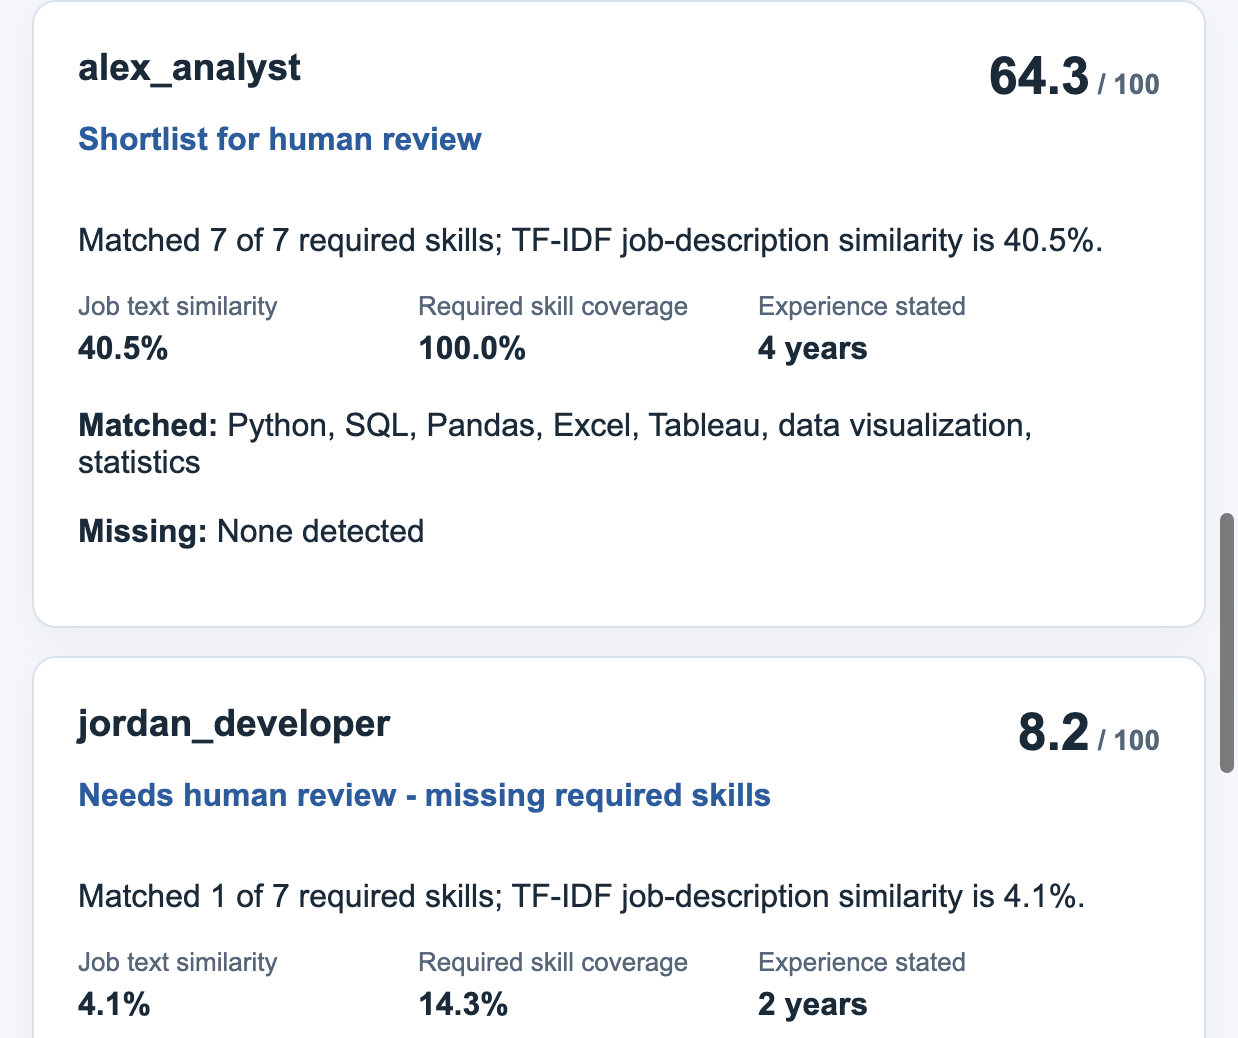 alex_analyst
64.3 / 100
Shortlist for human review
Matched 7 of 7 required skills; TF-IDF job-description similarity is 40.5%.
Job text similarity
Required skill coverage
Experience stated
40.5%
100.0%
4 years
Matched: Python, SQL, Pandas, Excel, Tableau, data visualization,
statistics
Missing: None detected
jordan_developer
8.2 / 100
Needs human review - missing required skills
Matched 1 of 7 required skills; TF-IDF job-description similarity is 4.1%.
Job text similarity
Required skill coverage
Experience stated
4.1%
14.3%
2 years